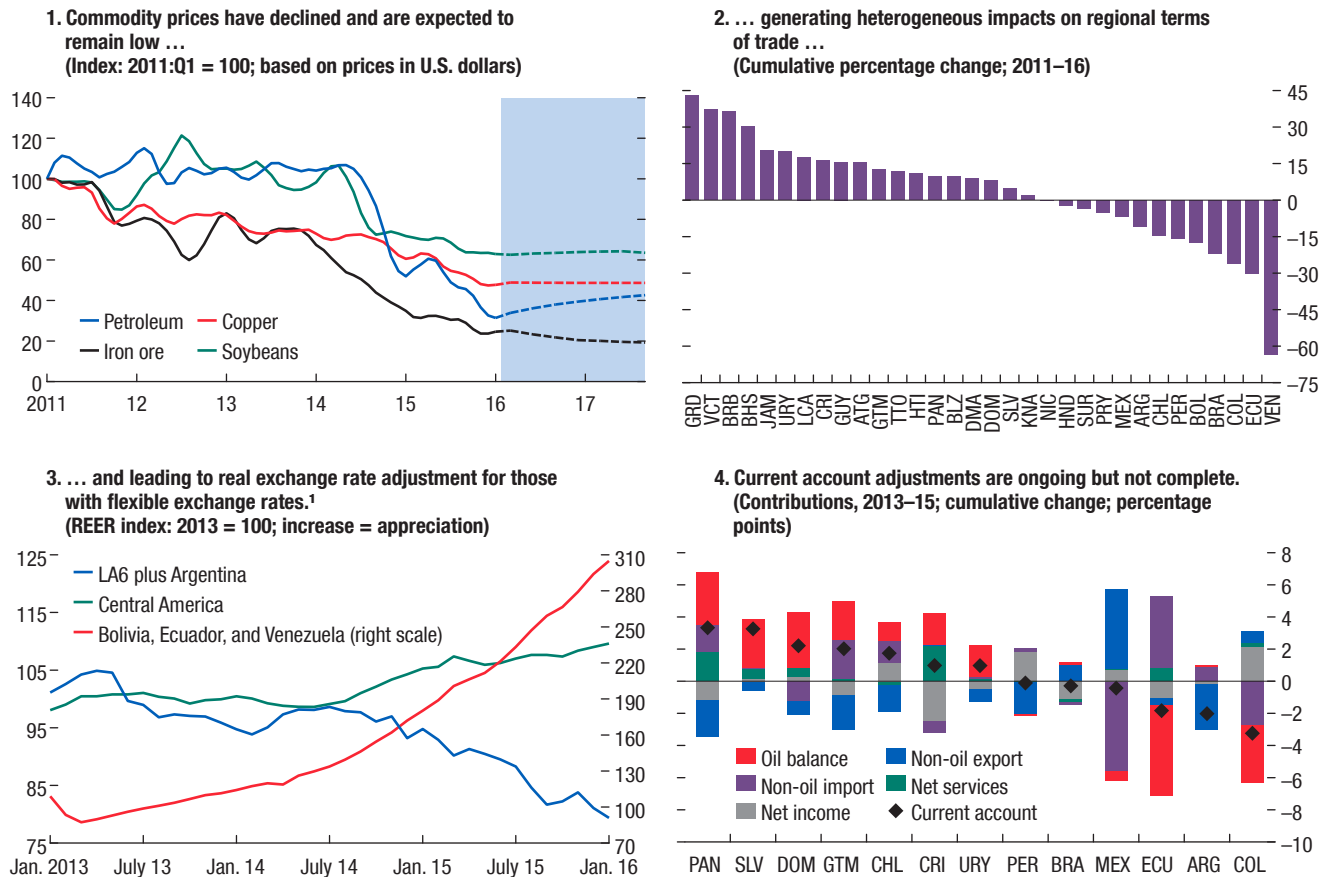 1. Commodity prices have declined and are expected to
remain low …
(Index: 2011:Q1 = 100; based on prices in U.S. dollars)
140
120
100
80
60
40
20
0
Petroleum
Copper
Iron ore
Soybeans
2011
12
13
14
15
16
17
2. … generating heterogeneous impacts on regional terms
of trade …
(Cumulative percentage change; 2011–16)
45
30
15
0
–15
–30
–45
–60
–75
GRD
VCT
BRB
BHS
JAM
URY
LCA
CRI
GUY
ATG
GTM
TTO
HTI
PAN
BLZ
DMA
DOM
SLV
KNA
NIC
HND
SUR
PRY
MEX
ARG
CHL
PER
BOL
BRA
COL
ECU
VEN
3. … and leading to real exchange rate adjustment for those
with flexible exchange rates.¹
(REER index: 2013 = 100; increase = appreciation)
125
115
105
95
85
75
LA6 plus Argentina
Central America
Bolivia, Ecuador, and Venezuela (right scale)
310
280
250
220
190
160
130
100
70
Jan. 2013
July 13
Jan. 14
July 14
Jan. 15
July 15
Jan. 16
4. Current account adjustments are ongoing but not complete.
(Contributions, 2013–15; cumulative change; percentage
points)
8
6
4
2
0
–2
–4
–6
–8
–10
Oil balance
Non-oil export
Non-oil import
Net services
Net income
Current account
PAN
SLV
DOM
GTM
CHL
CRI
URY
PER
BRA
MEX
ECU
ARG
COL